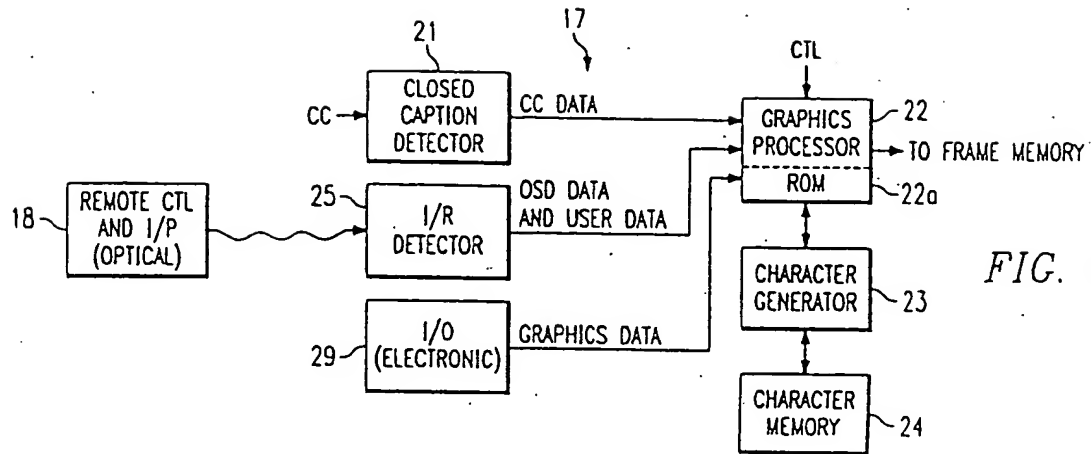 17
21
CLOSED
CAPTION
DETECTOR
CC
CC DATA
CTL
GRAPHICS
PROCESSOR
22
TO FRAME MEMORY
ROM
22a
18
REMOTE CTL
AND I/P
(OPTICAL)
25
I/R
DETECTOR
OSD DATA
AND USER DATA
CHARACTER
GENERATOR
23
FIG.
29
I/O
(ELECTRONIC)
GRAPHICS DATA
CHARACTER
MEMORY
24